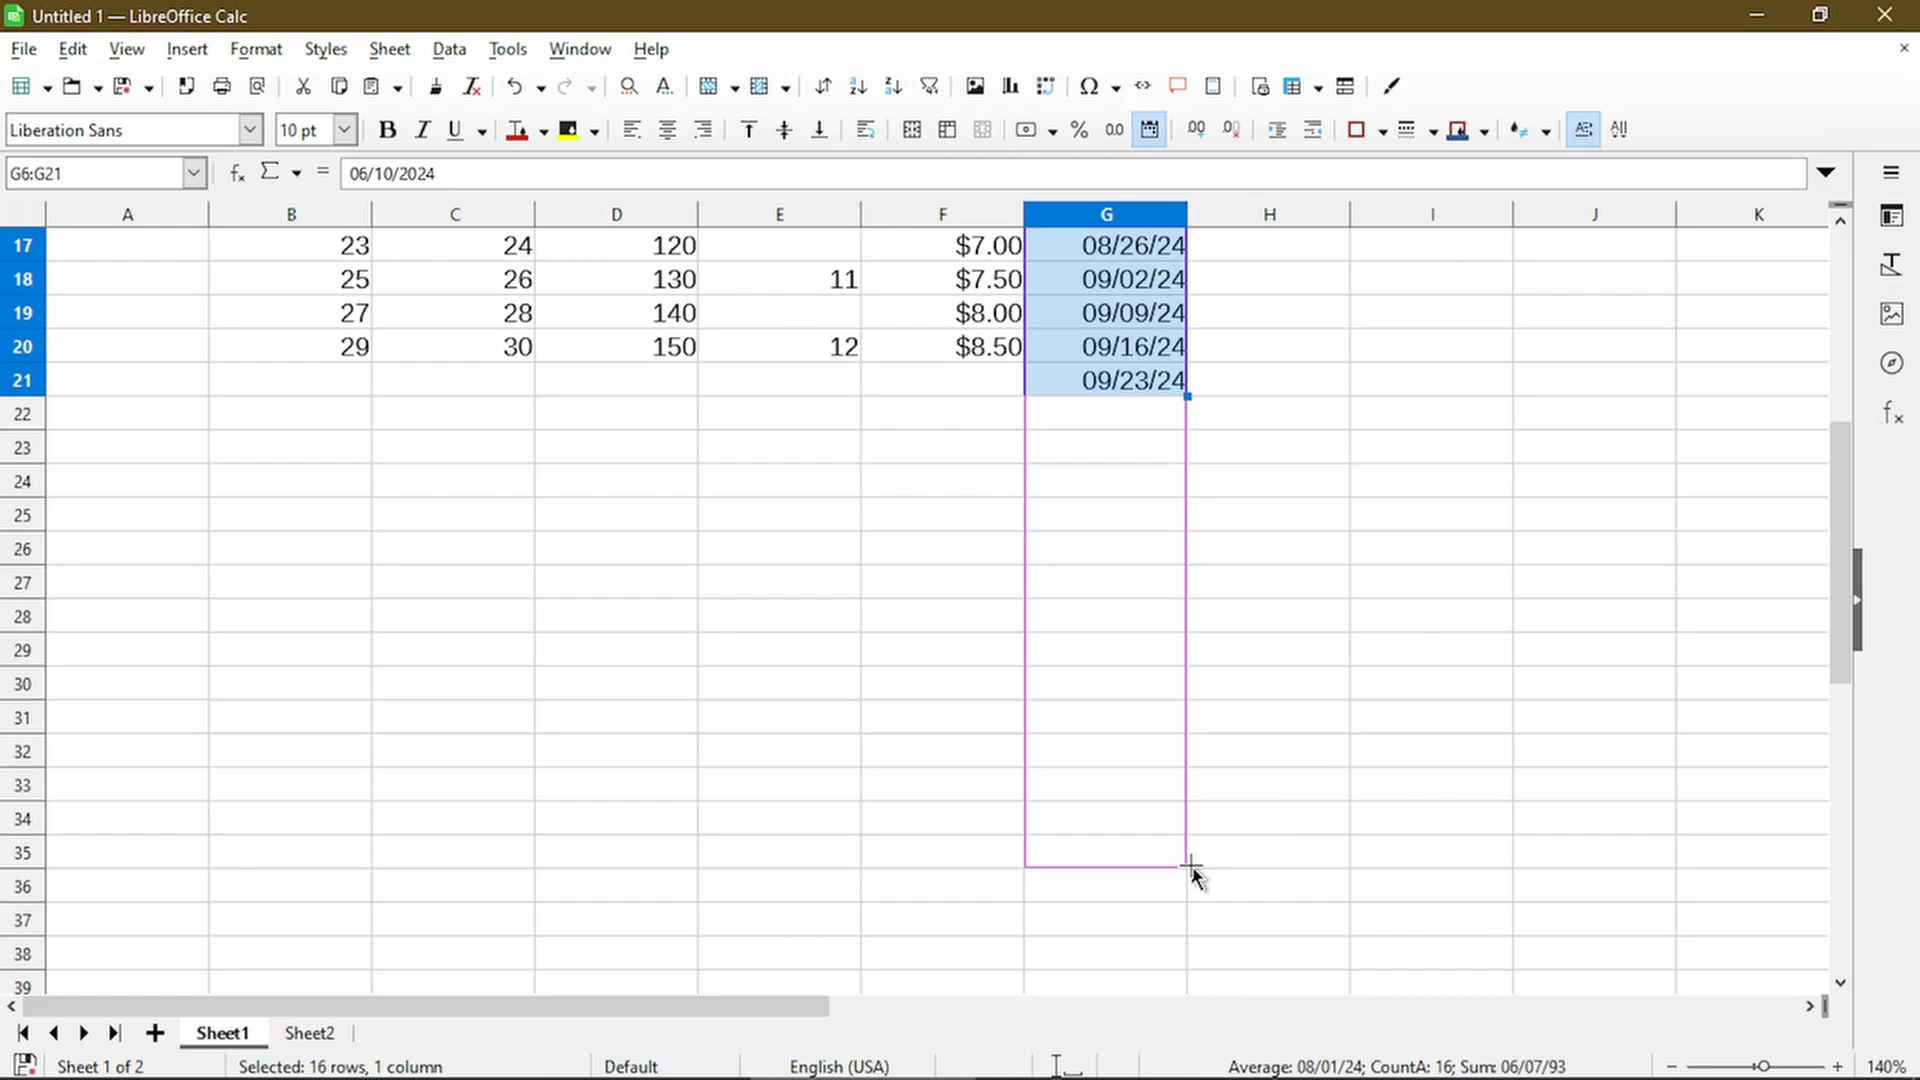 Untitled 1 — LibreOffice Calc
File Edit View Insert Format Styles Sheet Data Tools Window Help
Liberation Sans 10 pt
G6:G21 06/10/2024
A B C D E F G H I J K
17 23 24 120 $7.00 08/26/24
18 25 26 130 11 $7.50 09/02/24
19 27 28 140 $8.00 09/09/24
20 29 30 150 12 $8.50 09/16/24
21 09/23/24
22
23
24
25
26
27
28
29
30
31
32
33
34
35
36
37
38
39
Sheet1 Sheet2
Sheet 1 of 2 Selected: 16 rows, 1 column Default English (USA) Average: 08/01/24; CountA: 16; Sum: 06/07/93 140%